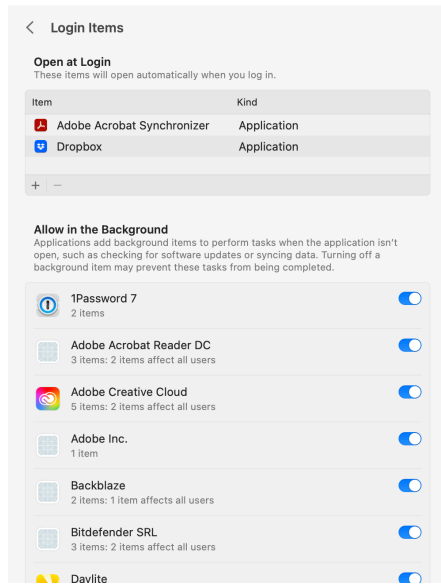 Login Items
Open at Login
These items will open automatically when you log in.
Item Kind
Adobe Acrobat Synchronizer Application
Dropbox Application
+ −
Allow in the Background
Applications add background items to perform tasks when the application isn't
open, such as checking for software updates or syncing data. Turning off a
background item may prevent these tasks from being completed.
1Password 7
2 items
Adobe Acrobat Reader DC
3 items: 2 items affect all users
Adobe Creative Cloud
5 items: 2 items affect all users
Adobe Inc.
1 item
Backblaze
2 items: 1 item affects all users
Bitdefender SRL
3 items: 2 items affect all users
Daylite